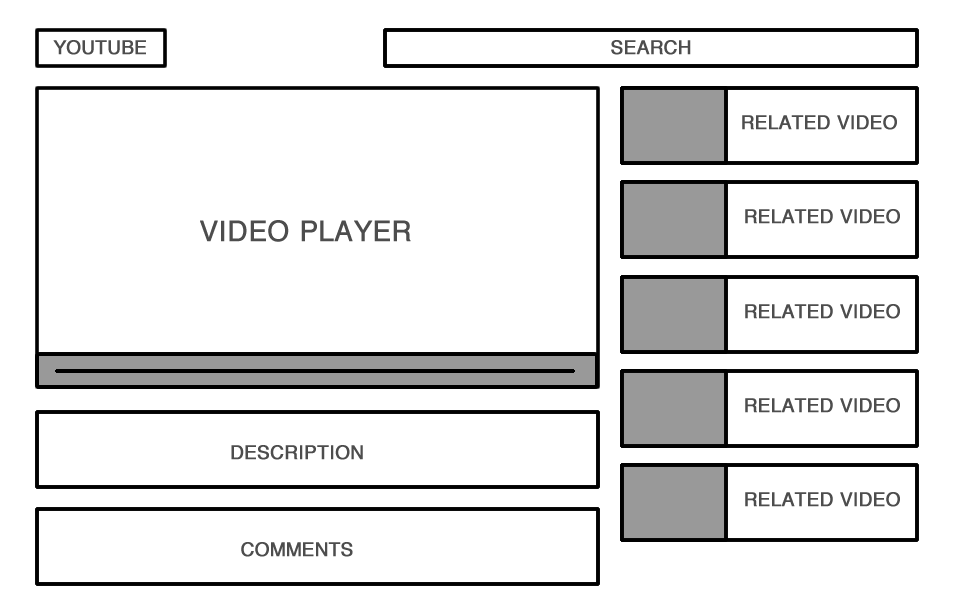 YOUTUBE
SEARCH
VIDEO PLAYER
DESCRIPTION
COMMENTS
RELATED VIDEO
RELATED VIDEO
RELATED VIDEO
RELATED VIDEO
RELATED VIDEO